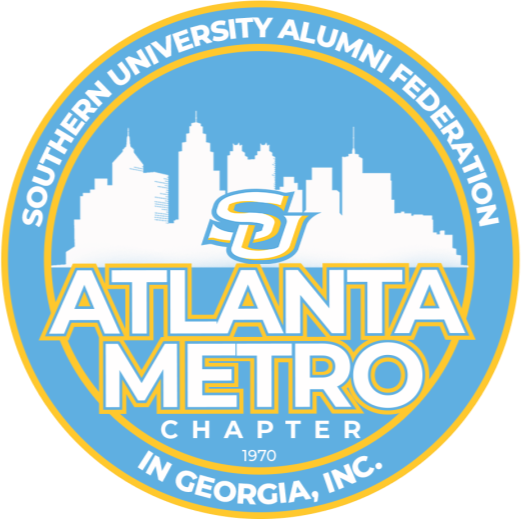 SOUTHERN UNIVERSITY ALUMNI FEDERATION
SU
ATLANTA
METRO
CHAPTER
1970
IN GEORGIA, INC.